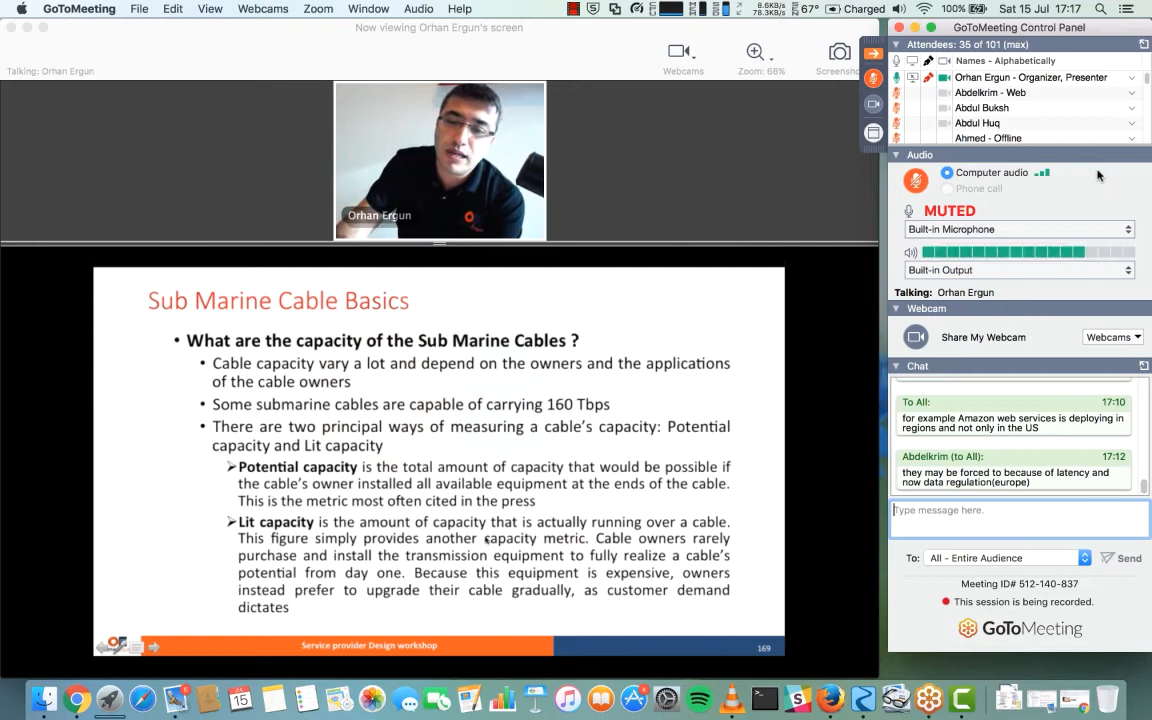 GoToMeeting File Edit View Webcams Zoom Window Audio Help
8.6KB/s
78.3KB/s
67° Charged 100% Sat 15 Jul 17:17
Now viewing Orhan Ergun's screen
Talking: Orhan Ergun
Webcams
Zoom: 68%
Orhan Ergun
Sub Marine Cable Basics
• What are the capacity of the Sub Marine Cables ?
• Cable capacity vary a lot and depend on the owners and the applications
of the cable owners
• Some submarine cables are capable of carrying 160 Tbps
• There are two principal ways of measuring a cable's capacity: Potential
capacity and Lit capacity
➢Potential capacity is the total amount of capacity that would be possible if
the cable's owner installed all available equipment at the ends of the cable.
This is the metric most often cited in the press
➢Lit capacity is the amount of capacity that is actually running over a cable.
This figure simply provides another capacity metric. Cable owners rarely
purchase and install the transmission equipment to fully realize a cable's
potential from day one. Because this equipment is expensive, owners
instead prefer to upgrade their cable gradually, as customer demand
dictates
Service provider Design workshop
169
GoToMeeting Control Panel
Attendees: 35 of 101 (max)
Names - Alphabetically
Orhan Ergun - Organizer, Presenter
Abdelkrim - Web
Abdul Buksh
Abdul Huq
Ahmed - Offline
Audio
Computer audio
Phone call
MUTED
Built-in Microphone
Built-in Output
Talking: Orhan Ergun
Webcam
Share My Webcam Webcams
Chat
To All: 17:10
for example Amazon web services is deploying in
regions and not only in the US
Abdelkrim (to All): 17:12
they may be forced to because of latency and
now data regulation(europe)
Type message here.
To: All - Entire Audience Send
Meeting ID# 512-140-837
This session is being recorded.
GoToMeeting